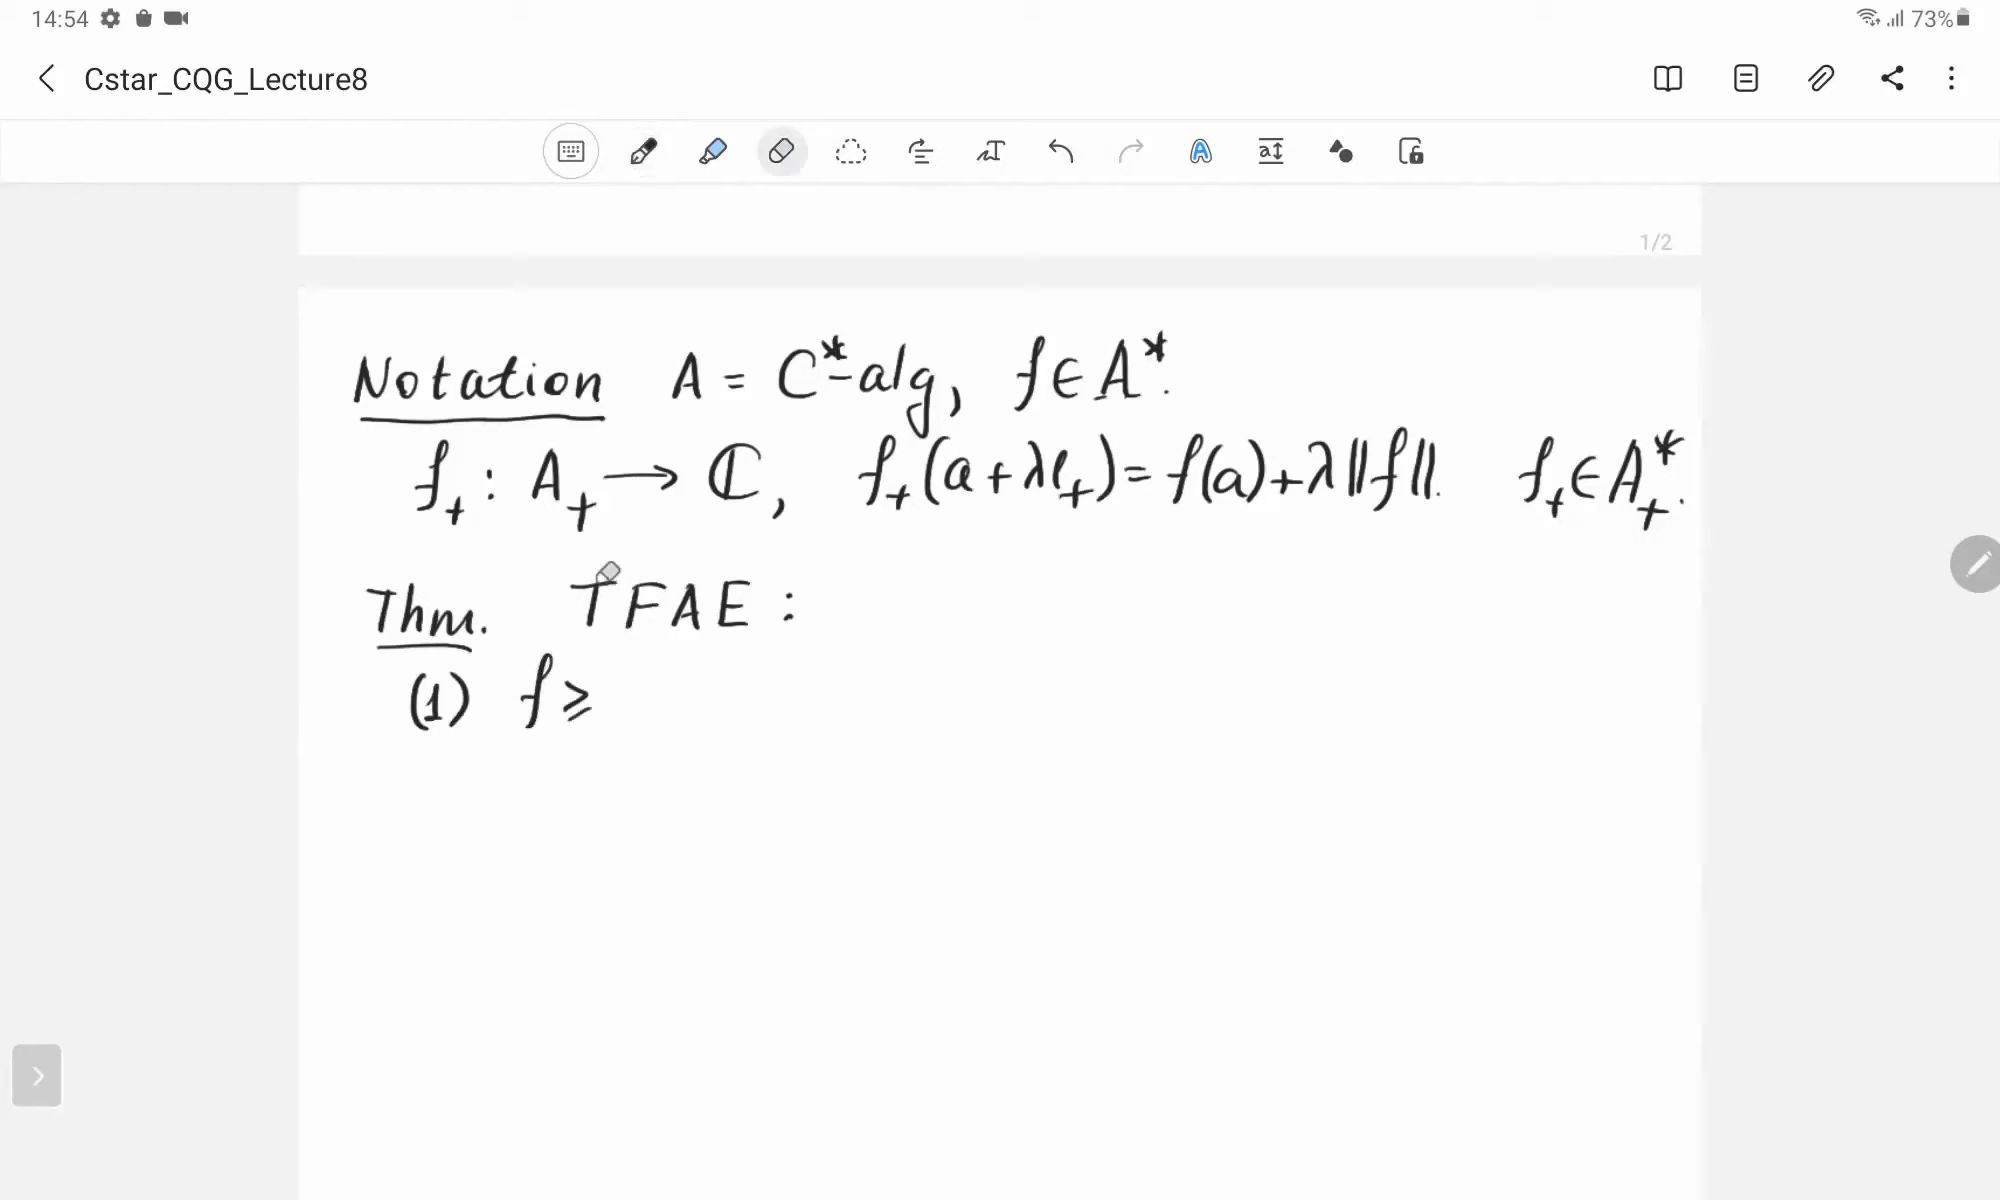 14:54 73%
Cstar_CQG_Lecture8
1/2
Notation A = C*-alg, f ∈ A*.
f₊ : A₊ → ℂ, f₊(a + λ1₊) = f(a) + λ‖f‖. f₊ ∈ A₊*.
Thm. TFAE :
(1) f ≥